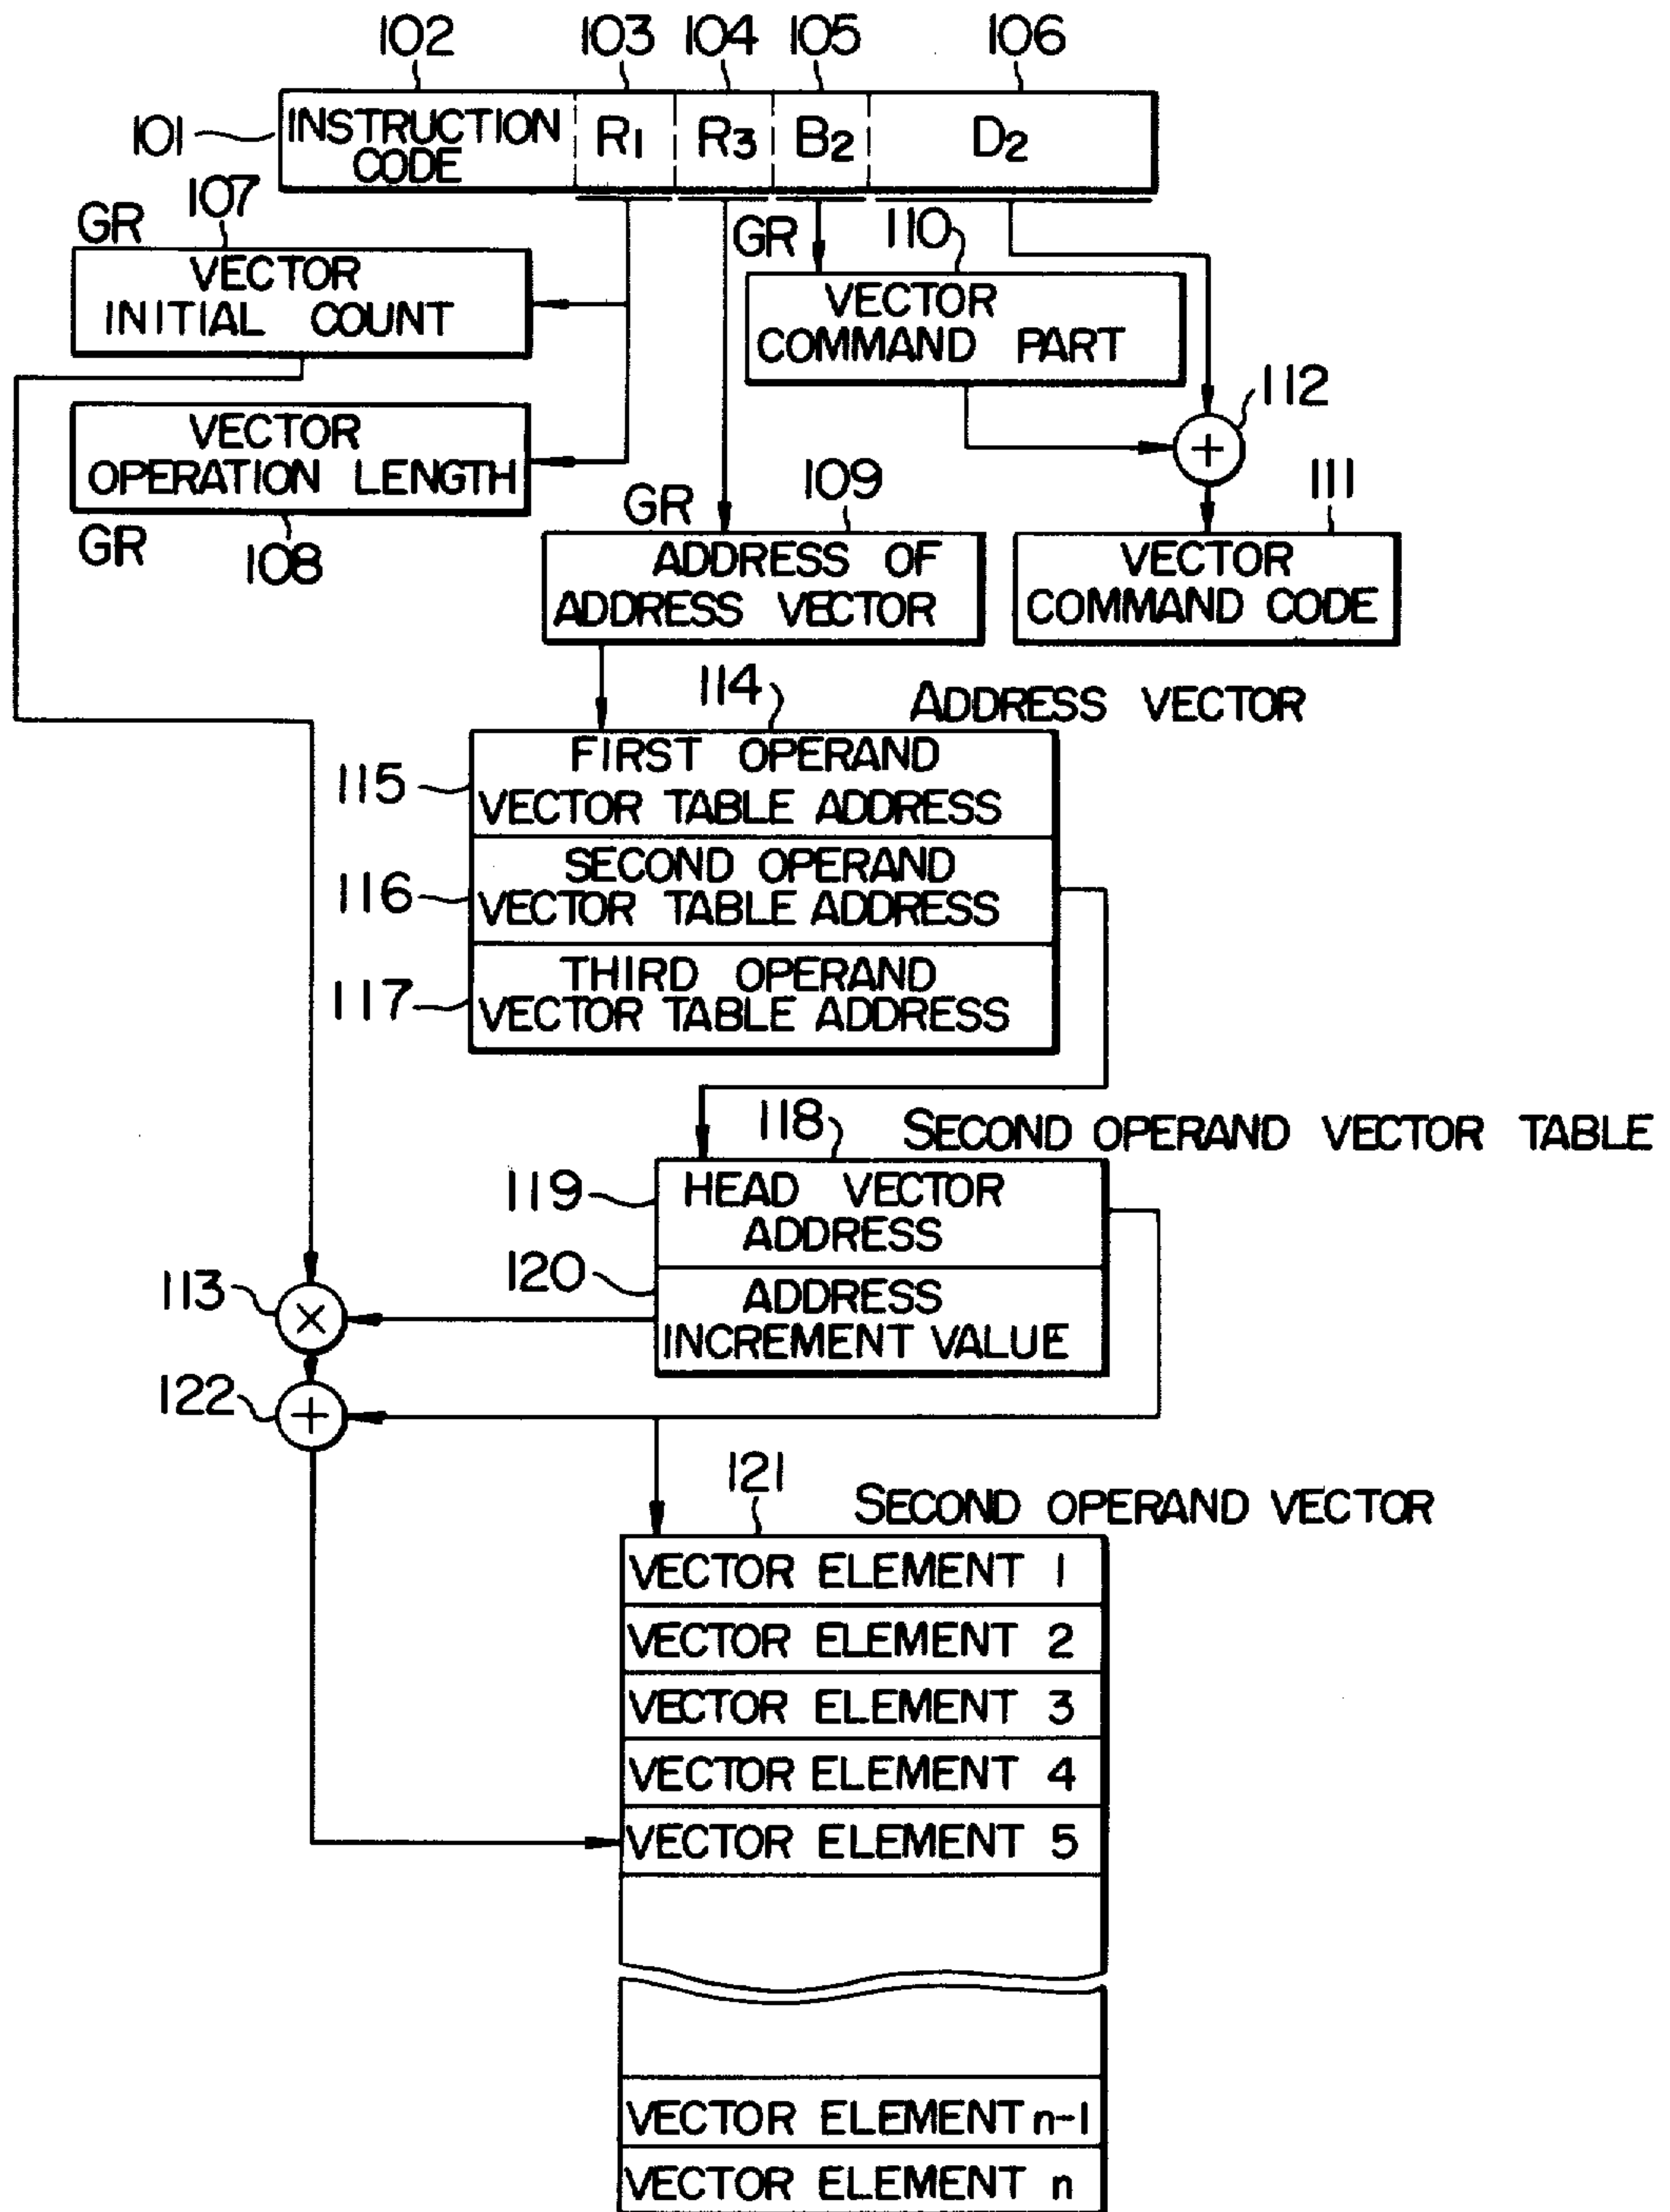 102 103 104 105 106
101 INSTRUCTION CODE R1 R3 B2 D2
GR 107
VECTOR
INITIAL COUNT
GR 110
VECTOR
COMMAND PART
112
+
VECTOR
OPERATION LENGTH
GR 108
GR 109
ADDRESS OF
ADDRESS VECTOR
111
VECTOR
COMMAND CODE
114 ADDRESS VECTOR
115 FIRST OPERAND
VECTOR TABLE ADDRESS
116 SECOND OPERAND
VECTOR TABLE ADDRESS
117 THIRD OPERAND
VECTOR TABLE ADDRESS
118 SECOND OPERAND VECTOR TABLE
119 HEAD VECTOR
ADDRESS
120 ADDRESS
INCREMENT VALUE
113 ×
122 +
121 SECOND OPERAND VECTOR
VECTOR ELEMENT 1
VECTOR ELEMENT 2
VECTOR ELEMENT 3
VECTOR ELEMENT 4
VECTOR ELEMENT 5
VECTOR ELEMENT n-1
VECTOR ELEMENT n